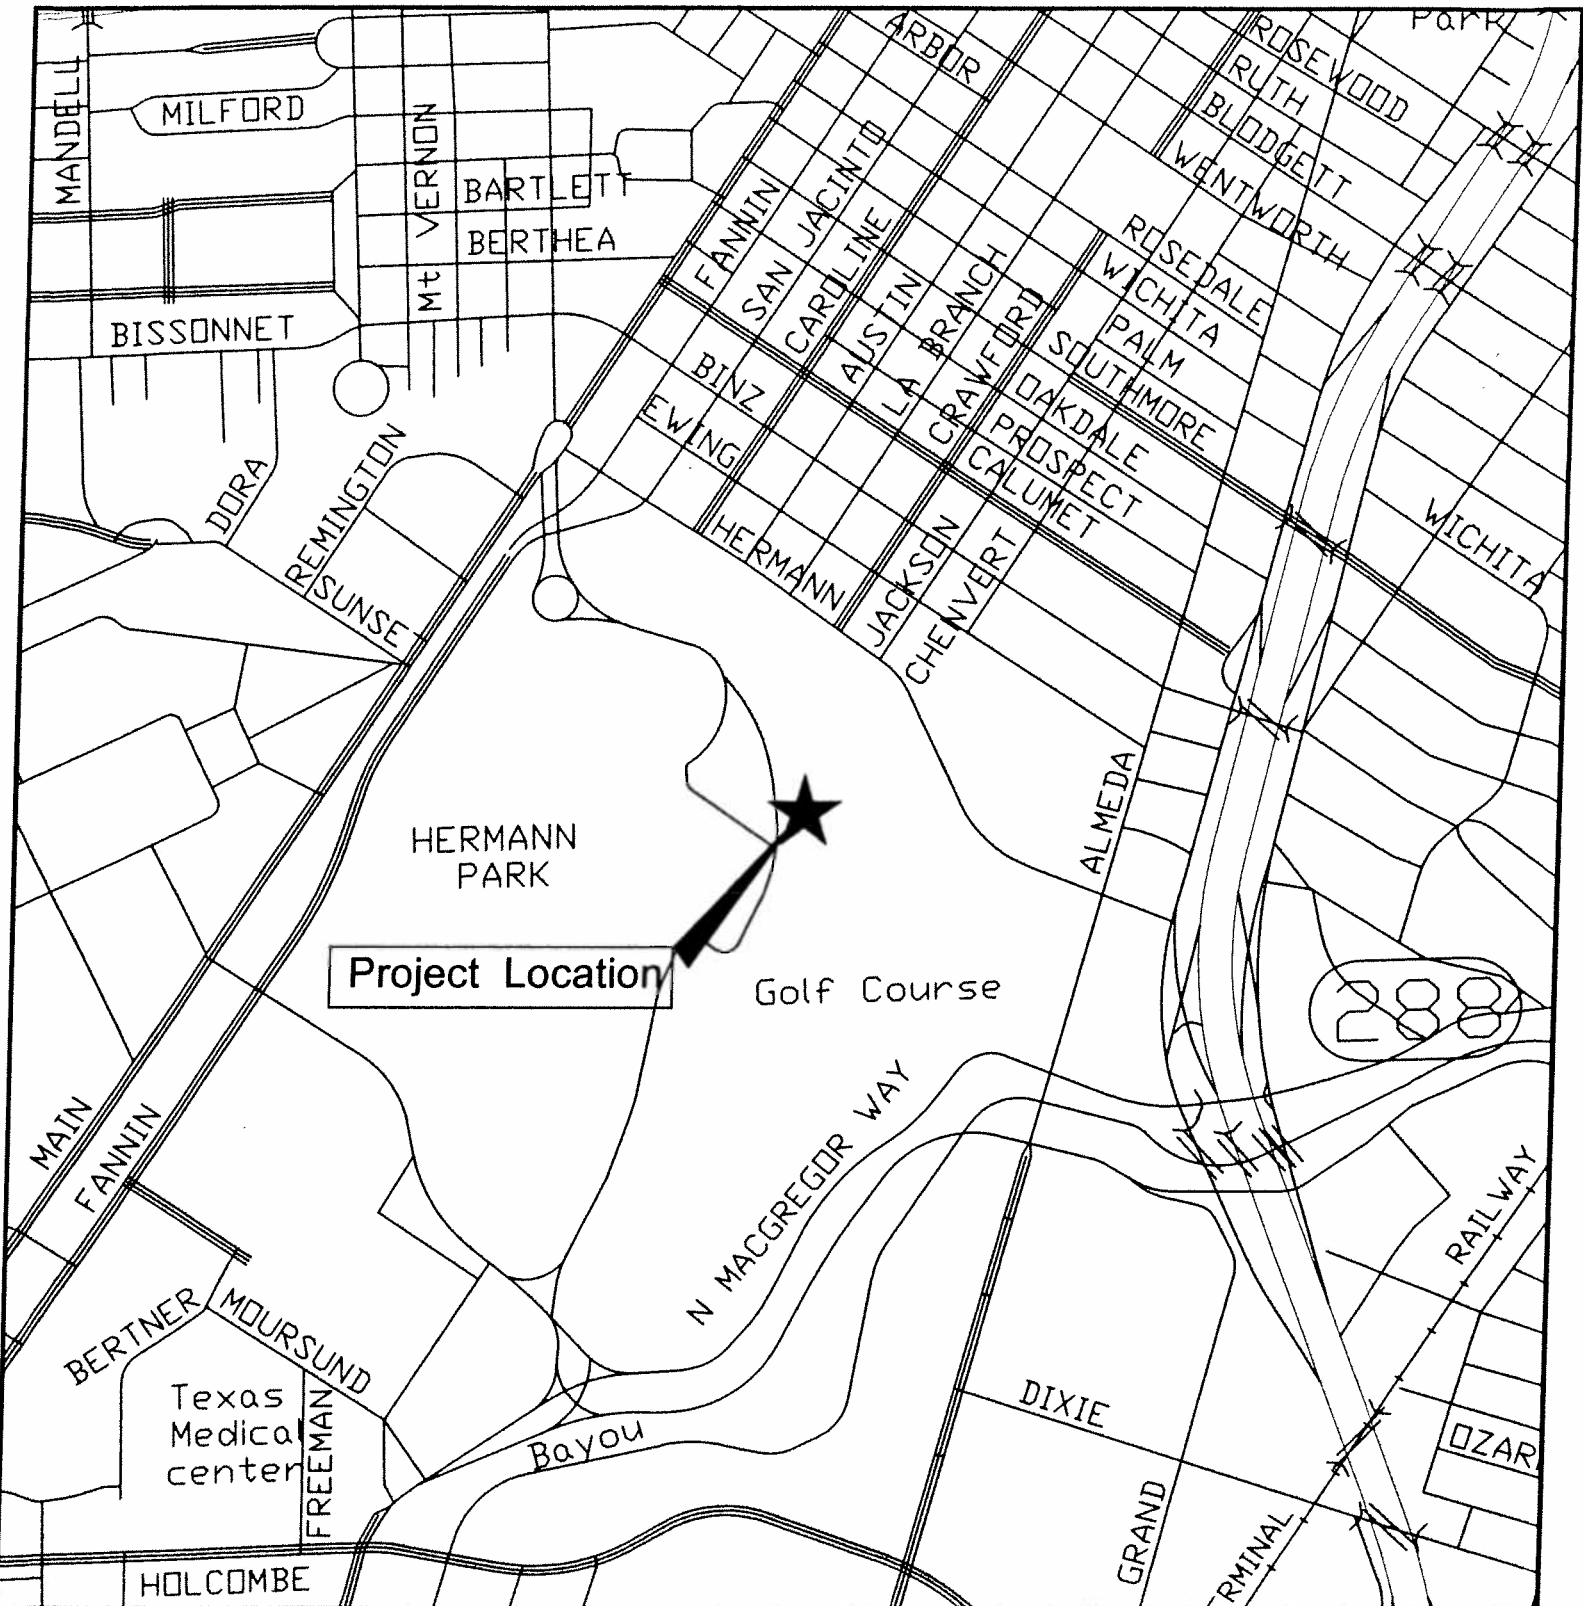 Park
ARBOR
ROSEWOOD
RUTH
BLODGETT
WENTWORTH
MANDELL
MILFORD
Mt VERNON
BARTLETT
BERTHEA
BISSONNET
FANNIN
SAN JACINTO
CAROLINE
AUSTIN
LA BRANCH
CRAWFORD
ROSEDALE
WICHITA
PALM
SOUTHMORE
OAKDALE
PROSPECT
CALUMET
BINZ
EWING
HERMANN
JACKSON
CHENVERT
WICHITA
DORA
REMINGTON
SUNSET
ALMEDA
HERMANN
PARK
Project Location
Golf Course
288
MAIN
FANNIN
N MACGREGOR WAY
RAILWAY
BERTNER
MOURSUND
Texas
Medical
center
FREEMAN
Bayou
DIXIE
OZAR
GRAND
ERMINAL
HOLCOMBE